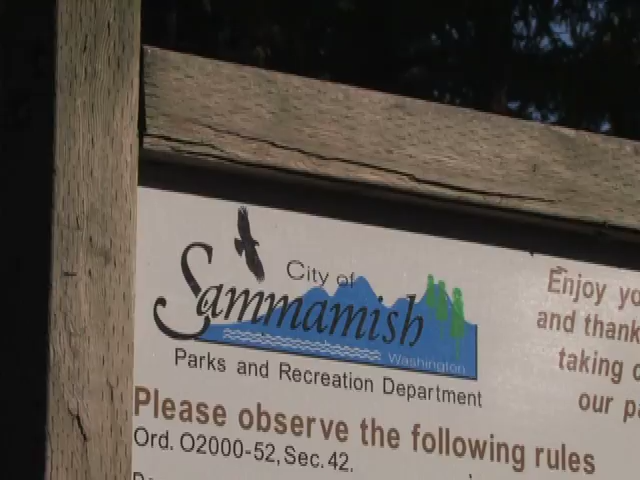 City of
Sammamish
Washington
Parks and Recreation Department
Please observe the following rules
Ord. O2000-52, Sec. 42.
Enjoy
and thank
taking
our